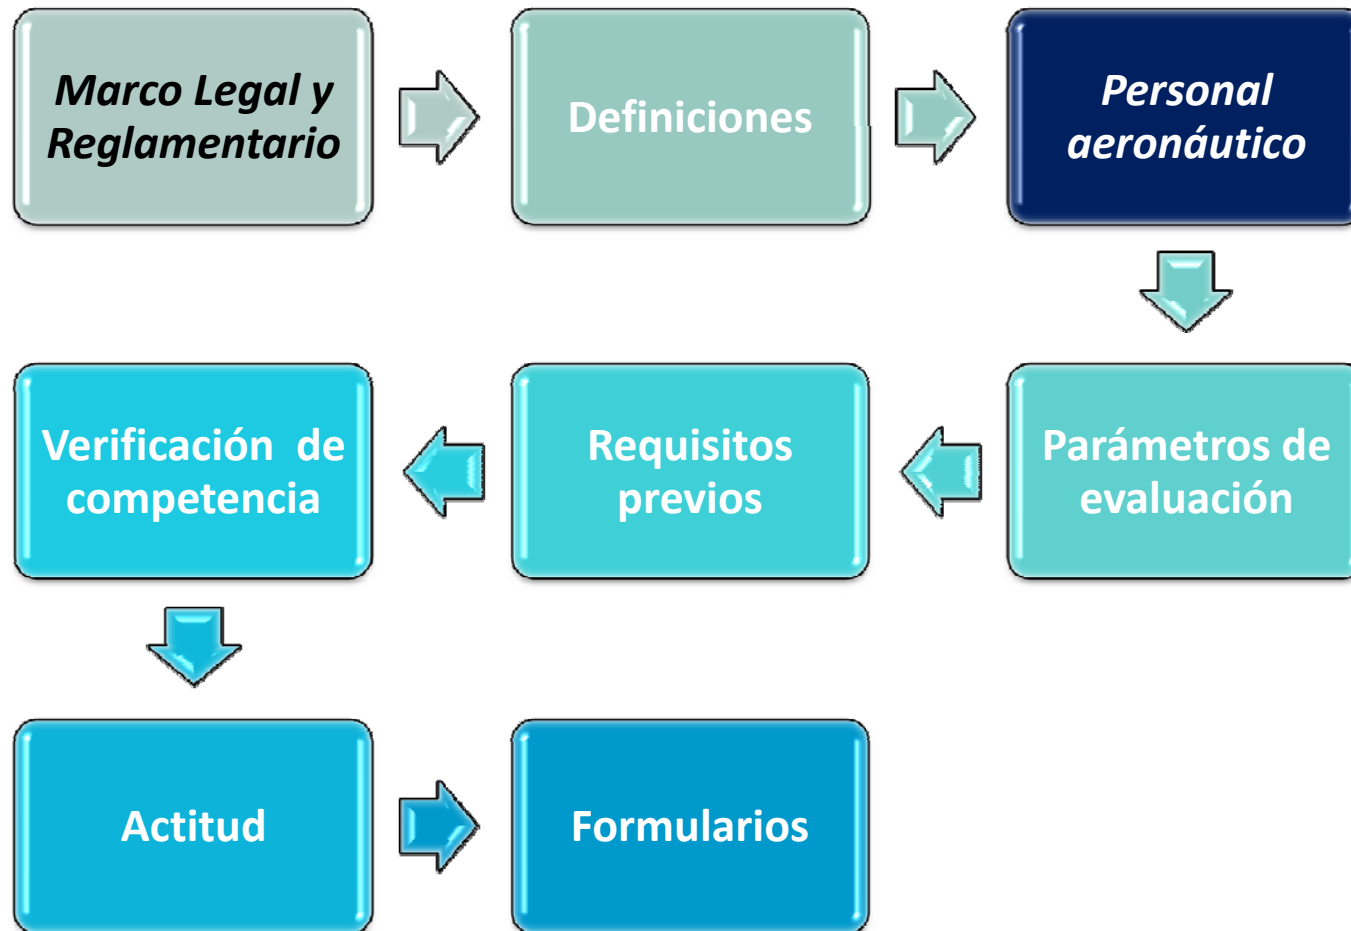 Marco Legal y
Reglamentario
Definiciones
Personal
aeronáutico
Parámetros de
evaluación
Requisitos
previos
Verificación de
competencia
Actitud
Formularios